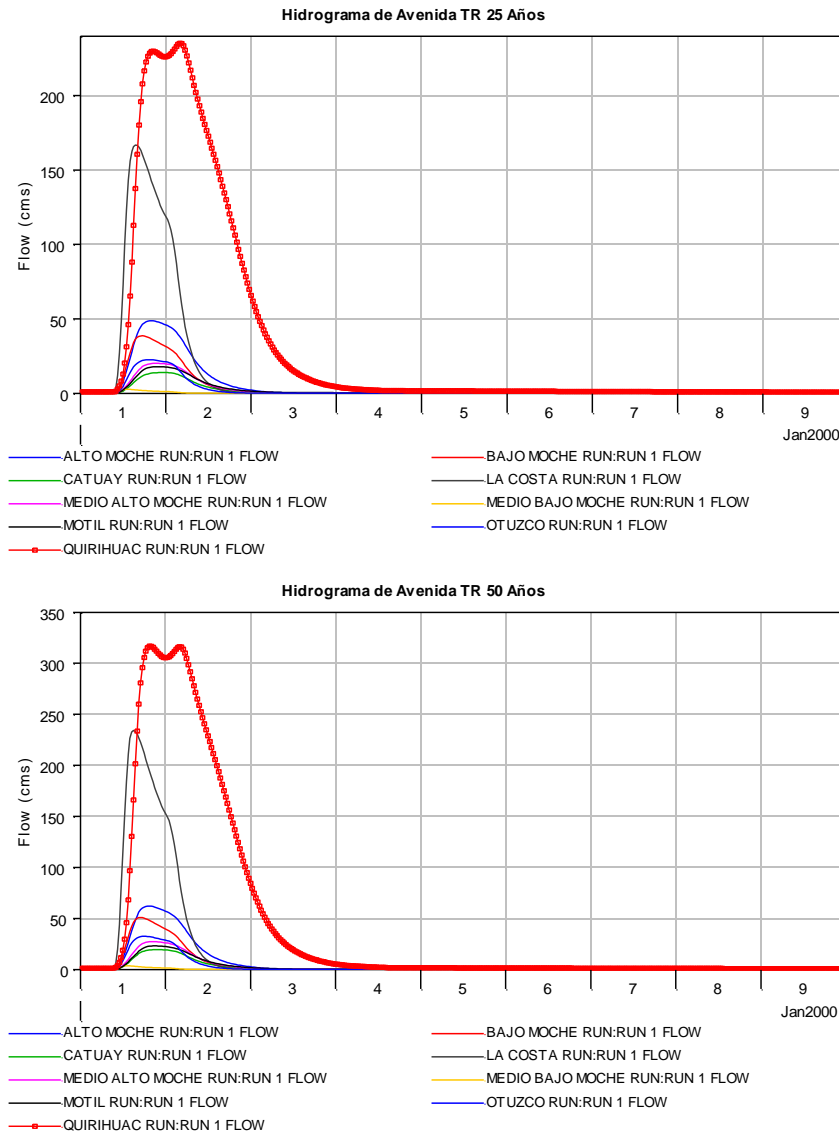 Hidrograma de Avenida TR 25 Años
200
150
100
50
0
Flow (cms)
1 2 3 4 5 6 7 8 9
Jan2000
ALTO MOCHE RUN:RUN 1 FLOW BAJO MOCHE RUN:RUN 1 FLOW
CATUAY RUN:RUN 1 FLOW LA COSTA RUN:RUN 1 FLOW
MEDIO ALTO MOCHE RUN:RUN 1 FLOW MEDIO BAJO MOCHE RUN:RUN 1 FLOW
MOTIL RUN:RUN 1 FLOW OTUZCO RUN:RUN 1 FLOW
QUIRIHUAC RUN:RUN 1 FLOW
Hidrograma de Avenida TR 50 Años
350
300
250
200
150
100
50
0
Flow (cms)
1 2 3 4 5 6 7 8 9
Jan2000
ALTO MOCHE RUN:RUN 1 FLOW BAJO MOCHE RUN:RUN 1 FLOW
CATUAY RUN:RUN 1 FLOW LA COSTA RUN:RUN 1 FLOW
MEDIO ALTO MOCHE RUN:RUN 1 FLOW MEDIO BAJO MOCHE RUN:RUN 1 FLOW
MOTIL RUN:RUN 1 FLOW OTUZCO RUN:RUN 1 FLOW
QUIRIHUAC RUN:RUN 1 FLOW